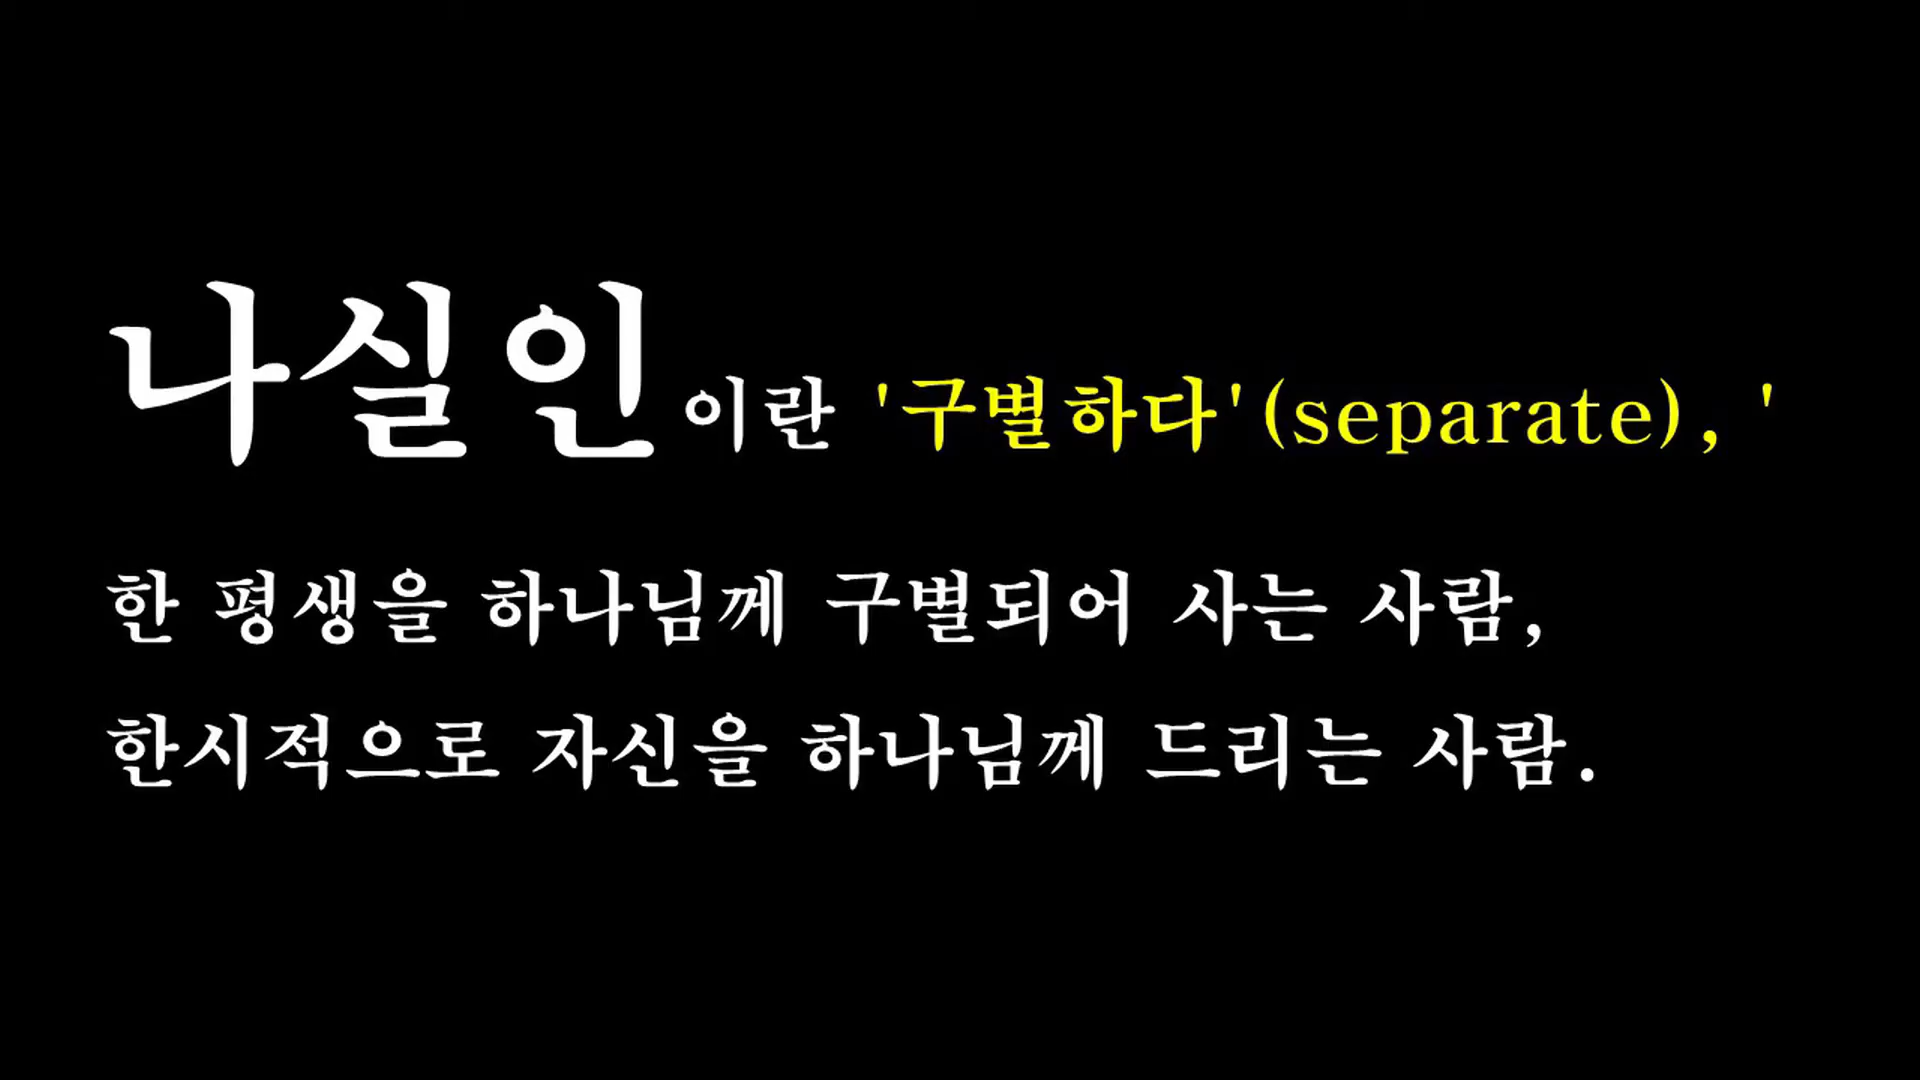 나실인이란 '구별하다'(separate), '
한 평생을 하나님께 구별되어 사는 사람,
한시적으로 자신을 하나님께 드리는 사람.